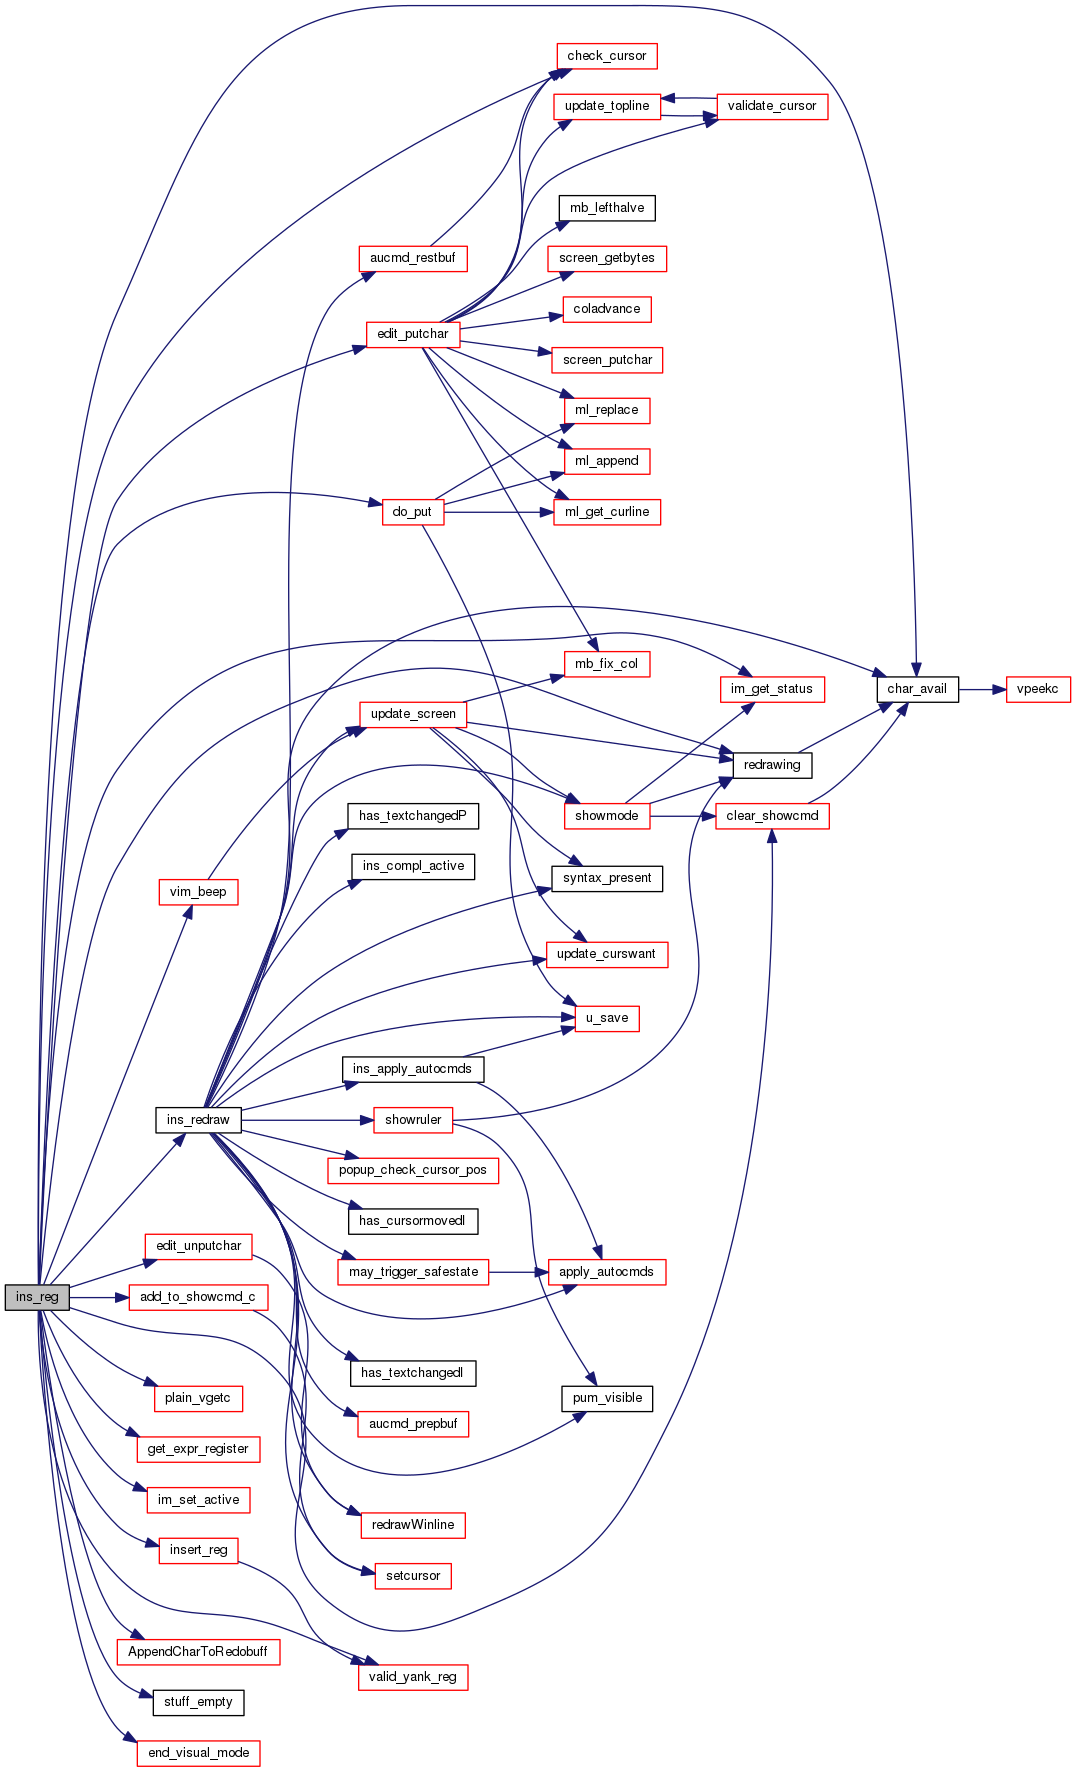 check_cursor
update_topline
validate_cursor
mb_lefthalve
aucmd_restbuf
screen_getbytes
coladvance
edit_putchar
screen_putchar
ml_replace
ml_append
do_put
ml_get_curline
mb_fix_col
im_get_status
char_avail
vpeekc
update_screen
redrawing
has_textchangedP
showmode
clear_showcmd
ins_compl_active
syntax_present
vim_beep
update_curswant
u_save
ins_apply_autocmds
ins_redraw
showruler
popup_check_cursor_pos
has_cursormovedI
edit_unputchar
may_trigger_safestate
apply_autocmds
ins_reg
add_to_showcmd_c
has_textchangedI
plain_vgetc
pum_visible
aucmd_prepbuf
get_expr_register
im_set_active
redrawWinline
insert_reg
setcursor
AppendCharToRedobuff
valid_yank_reg
stuff_empty
end_visual_mode